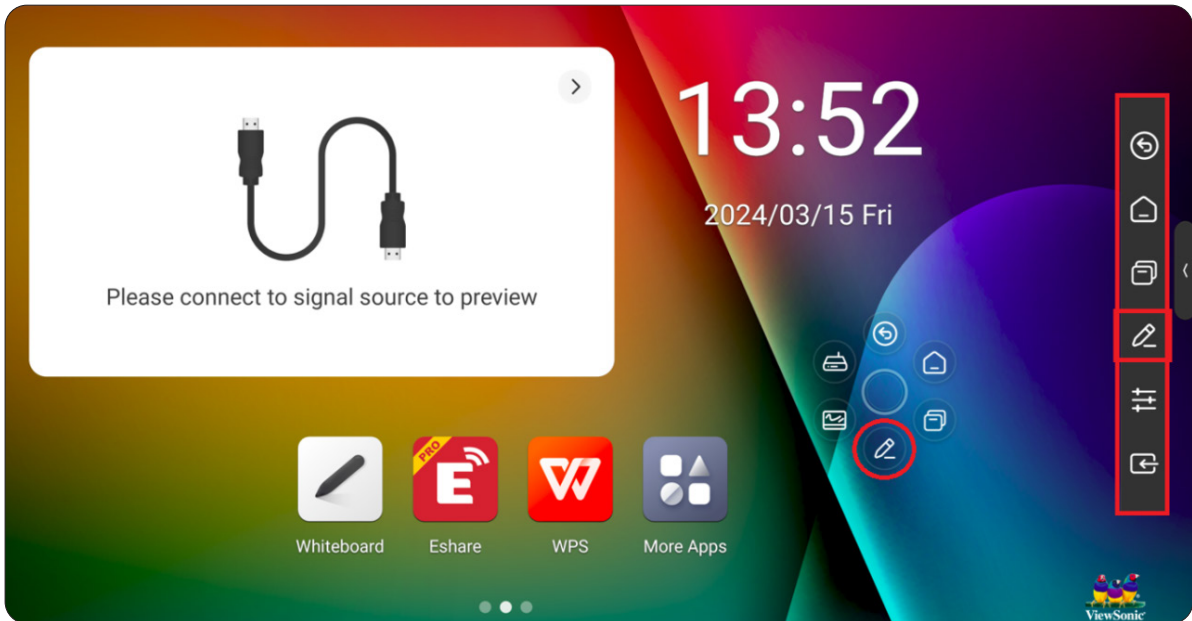 13:52
2024/03/15 Fri
Please connect to signal source to preview
PRO
E
W
Whiteboard
Eshare
WPS
More Apps
ViewSonic